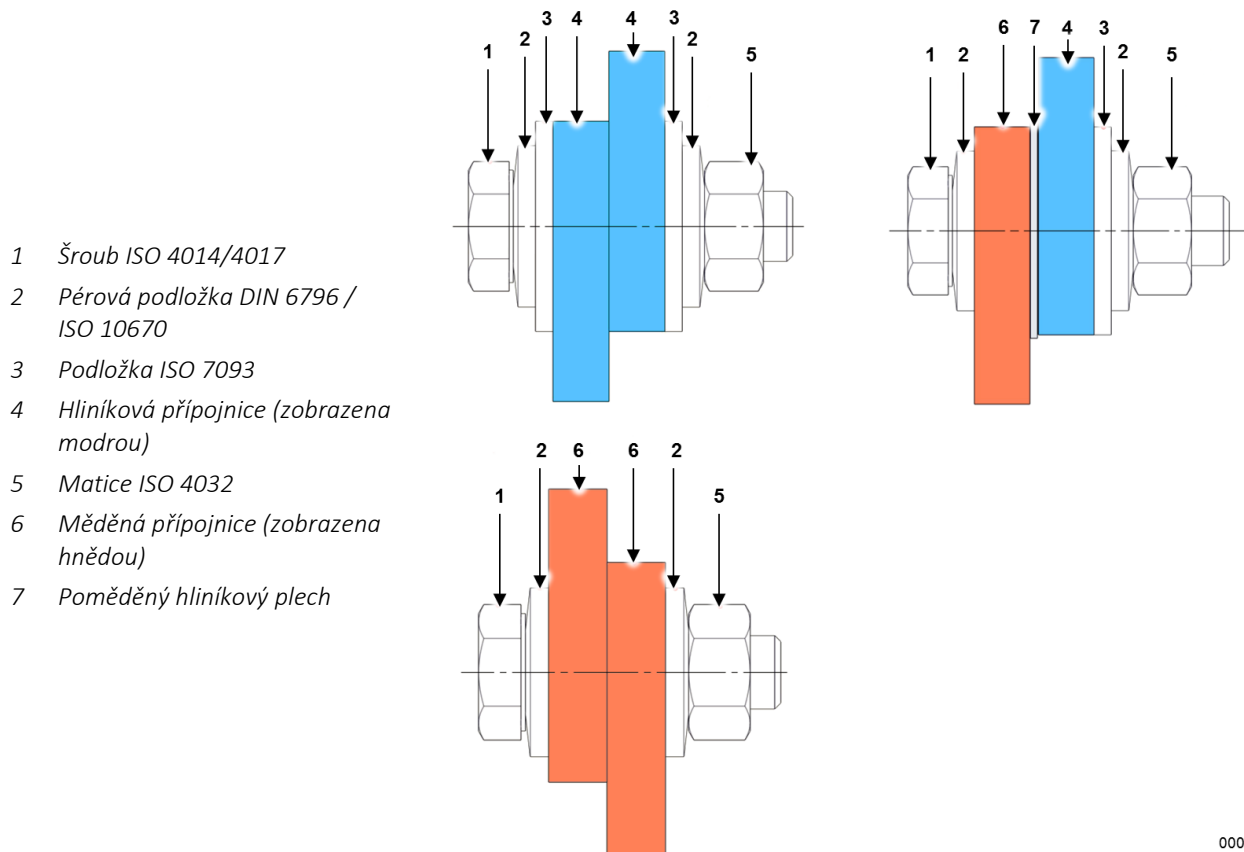 3 4 4 3
1 2 2 5
6 7 4 3
1 2 2 5
1 Šroub ISO 4014/4017
2 Pérová podložka DIN 6796 /
ISO 10670
3 Podložka ISO 7093
4 Hliníková přípojnice (zobrazena
modrou)
5 Matice ISO 4032
6 Měděná přípojnice (zobrazena
hnědou)
7 Poměděný hliníkový plech
2 6 6 2
1 5
000